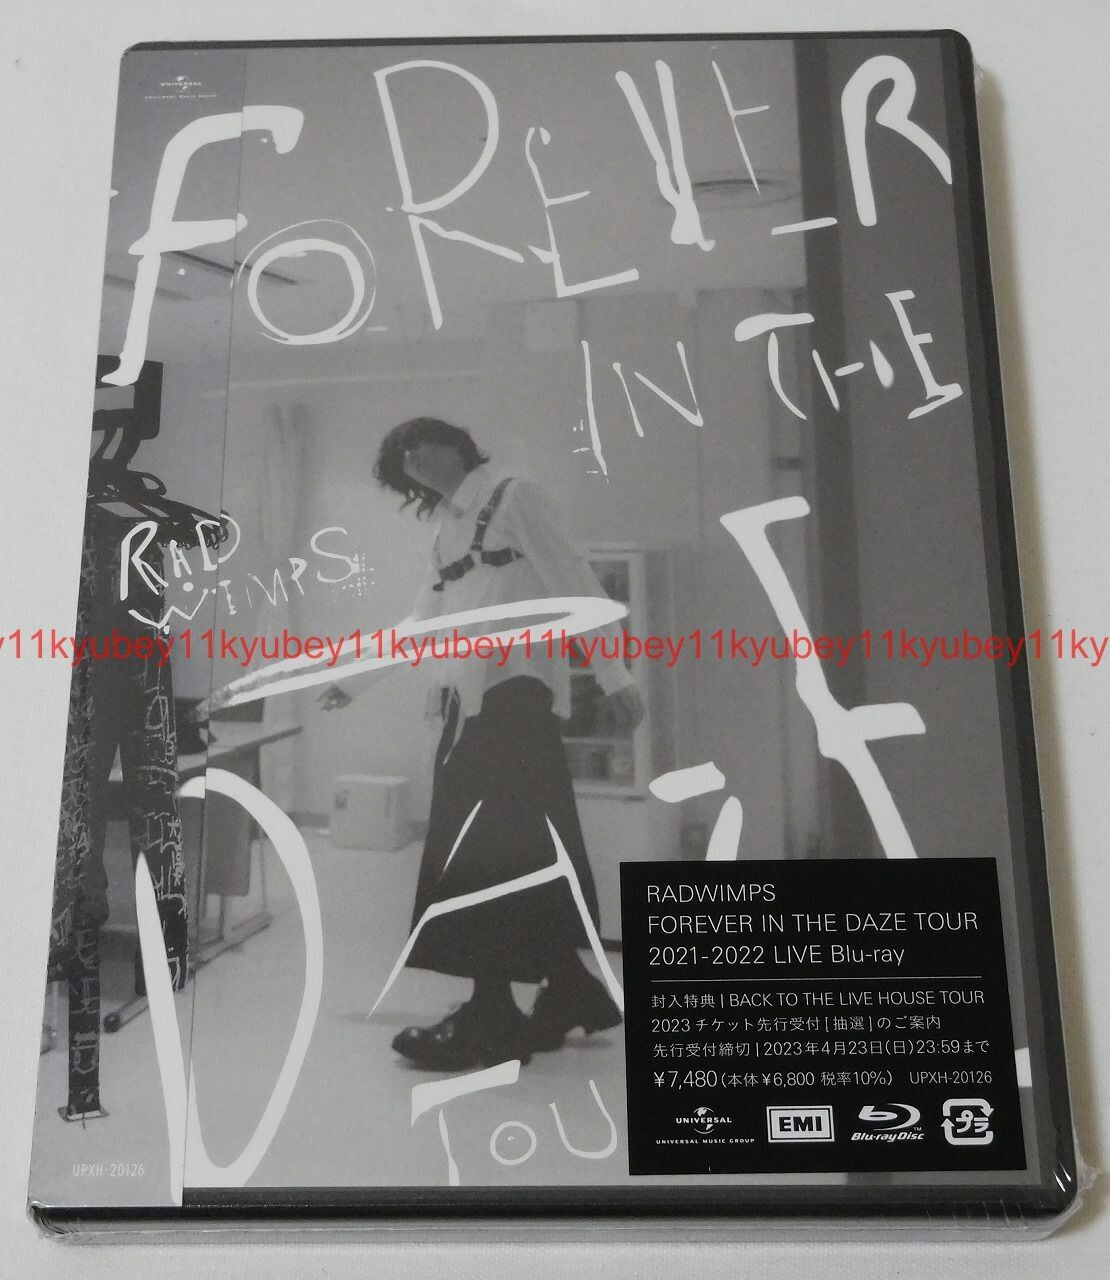 UNIVERSAL
UNIVERSAL MUSIC GROUP
FOREVER
IN THE
RADWIMPS
y11kyubey11kyubey11kyubey11kyubey11kyubey11kyubey11ky
DAZE
TOU
RADWIMPS
FOREVER IN THE DAZE TOUR
2021-2022 LIVE Blu-ray
封入特典 | BACK TO THE LIVE HOUSE TOUR
2023 チケット先行受付 [ 抽選 ] のご案内
先行受付締切 | 2023年4月23日(日)23:59まで
¥7,480(本体¥6,800 税率10%) UPXH-20126
UNIVERSAL
UNIVERSAL MUSIC GROUP
EMI
Blu-ray Disc
プラ
UPXH-20126